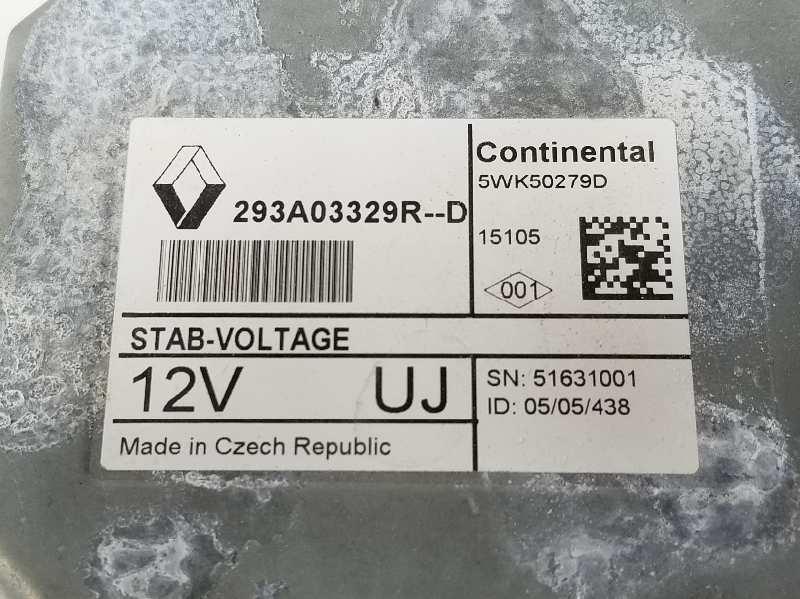 293A03329R--D
Continental
5WK50279D
15105
001
STAB-VOLTAGE
12V UJ
SN: 51631001
ID: 05/05/438
Made in Czech Republic